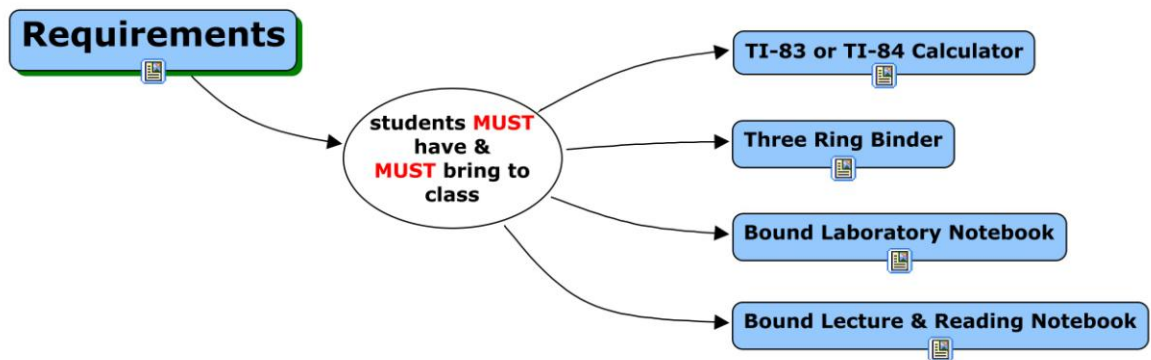 Requirements
students MUST
have &
MUST bring to
class
TI-83 or TI-84 Calculator
Three Ring Binder
Bound Laboratory Notebook
Bound Lecture & Reading Notebook